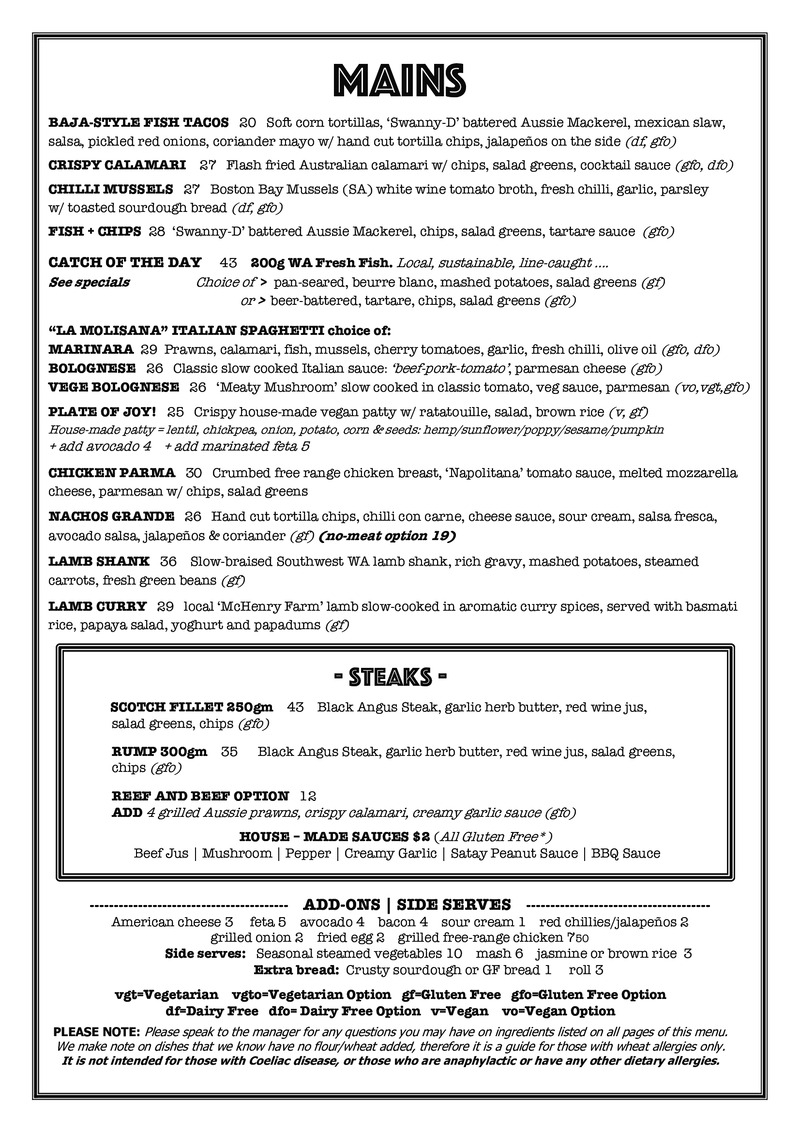 MAINS
BAJA-STYLE FISH TACOS 20 Soft corn tortillas, ‘Swanny-D’ battered Aussie Mackerel, mexican slaw,
salsa, pickled red onions, coriander mayo w/ hand cut tortilla chips, jalapeños on the side (df, gfo)
CRISPY CALAMARI 27 Flash fried Australian calamari w/ chips, salad greens, cocktail sauce (gfo, dfo)
CHILLI MUSSELS 27 Boston Bay Mussels (SA) white wine tomato broth, fresh chilli, garlic, parsley
w/ toasted sourdough bread (df, gfo)
FISH + CHIPS 28 ‘Swanny-D’ battered Aussie Mackerel, chips, salad greens, tartare sauce (gfo)
CATCH OF THE DAY 43 200g WA Fresh Fish. Local, sustainable, line-caught ....
See specials Choice of > pan-seared, beurre blanc, mashed potatoes, salad greens (gf)
or > beer-battered, tartare, chips, salad greens (gfo)
“LA MOLISANA” ITALIAN SPAGHETTI choice of:
MARINARA 29 Prawns, calamari, fish, mussels, cherry tomatoes, garlic, fresh chilli, olive oil (gfo, dfo)
BOLOGNESE 26 Classic slow cooked Italian sauce: ‘beef-pork-tomato’, parmesan cheese (gfo)
VEGE BOLOGNESE 26 ‘Meaty Mushroom’ slow cooked in classic tomato, veg sauce, parmesan (vo,vgt,gfo)
PLATE OF JOY! 25 Crispy house-made vegan patty w/ ratatouille, salad, brown rice (v, gf)
House-made patty = lentil, chickpea, onion, potato, corn & seeds: hemp/sunflower/poppy/sesame/pumpkin
+ add avocado 4 + add marinated feta 5
CHICKEN PARMA 30 Crumbed free range chicken breast, ‘Napolitana’ tomato sauce, melted mozzarella
cheese, parmesan w/ chips, salad greens
NACHOS GRANDE 26 Hand cut tortilla chips, chilli con carne, cheese sauce, sour cream, salsa fresca,
avocado salsa, jalapeños & coriander (gf) (no-meat option 19)
LAMB SHANK 36 Slow-braised Southwest WA lamb shank, rich gravy, mashed potatoes, steamed
carrots, fresh green beans (gf)
LAMB CURRY 29 local ‘McHenry Farm’ lamb slow-cooked in aromatic curry spices, served with basmati
rice, papaya salad, yoghurt and papadums (gf)
- STEAKS -
SCOTCH FILLET 250gm 43 Black Angus Steak, garlic herb butter, red wine jus,
salad greens, chips (gfo)
RUMP 300gm 35 Black Angus Steak, garlic herb butter, red wine jus, salad greens,
chips (gfo)
REEF AND BEEF OPTION 12
ADD 4 grilled Aussie prawns, crispy calamari, creamy garlic sauce (gfo)
HOUSE – MADE SAUCES $2 (All Gluten Free*)
Beef Jus | Mushroom | Pepper | Creamy Garlic | Satay Peanut Sauce | BBQ Sauce
----------------------------------------- ADD-ONS | SIDE SERVES --------------------------------------
American cheese 3 feta 5 avocado 4 bacon 4 sour cream 1 red chillies/jalapeños 2
grilled onion 2 fried egg 2 grilled free-range chicken 750
Side serves: Seasonal steamed vegetables 10 mash 6 jasmine or brown rice 3
Extra bread: Crusty sourdough or GF bread 1 roll 3
vgt=Vegetarian vgto=Vegetarian Option gf=Gluten Free gfo=Gluten Free Option
df=Dairy Free dfo= Dairy Free Option v=Vegan vo=Vegan Option
PLEASE NOTE: Please speak to the manager for any questions you may have on ingredients listed on all pages of this menu.
We make note on dishes that we know have no flour/wheat added, therefore it is a guide for those with wheat allergies only.
It is not intended for those with Coeliac disease, or those who are anaphylactic or have any other dietary allergies.